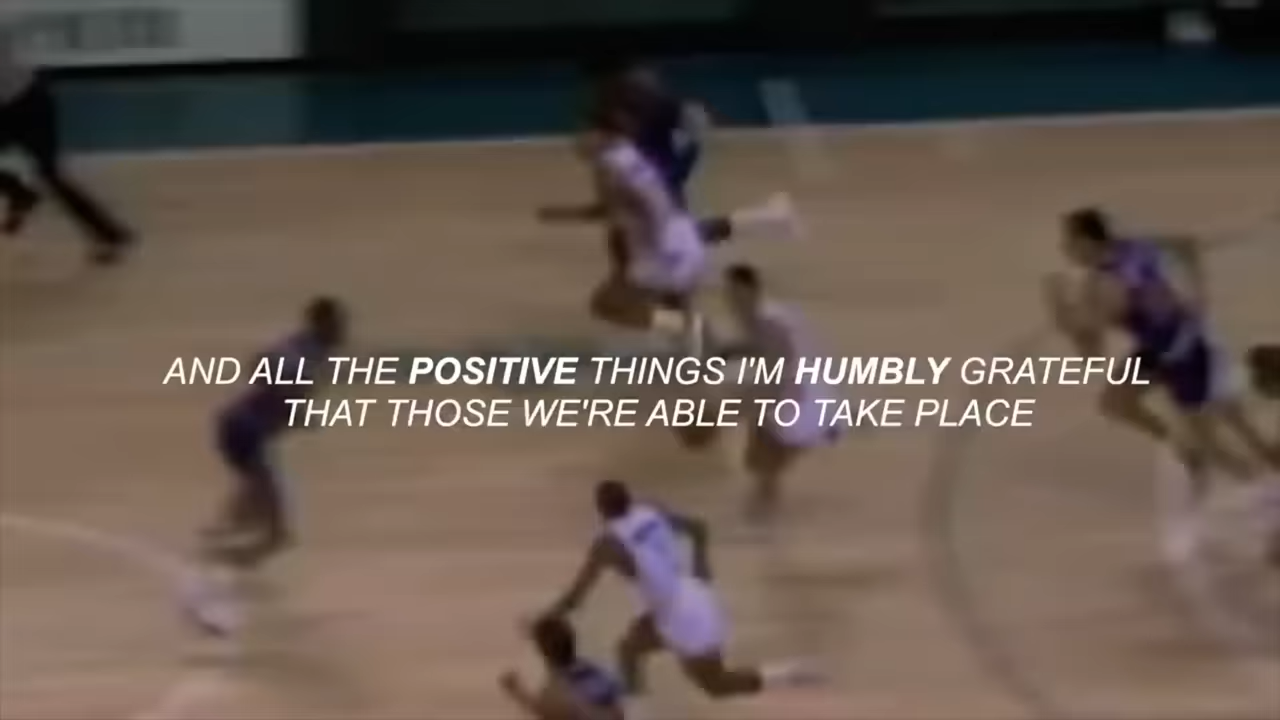 AND ALL THE POSITIVE THINGS I'M HUMBLY GRATEFUL
THAT THOSE WE'RE ABLE TO TAKE PLACE